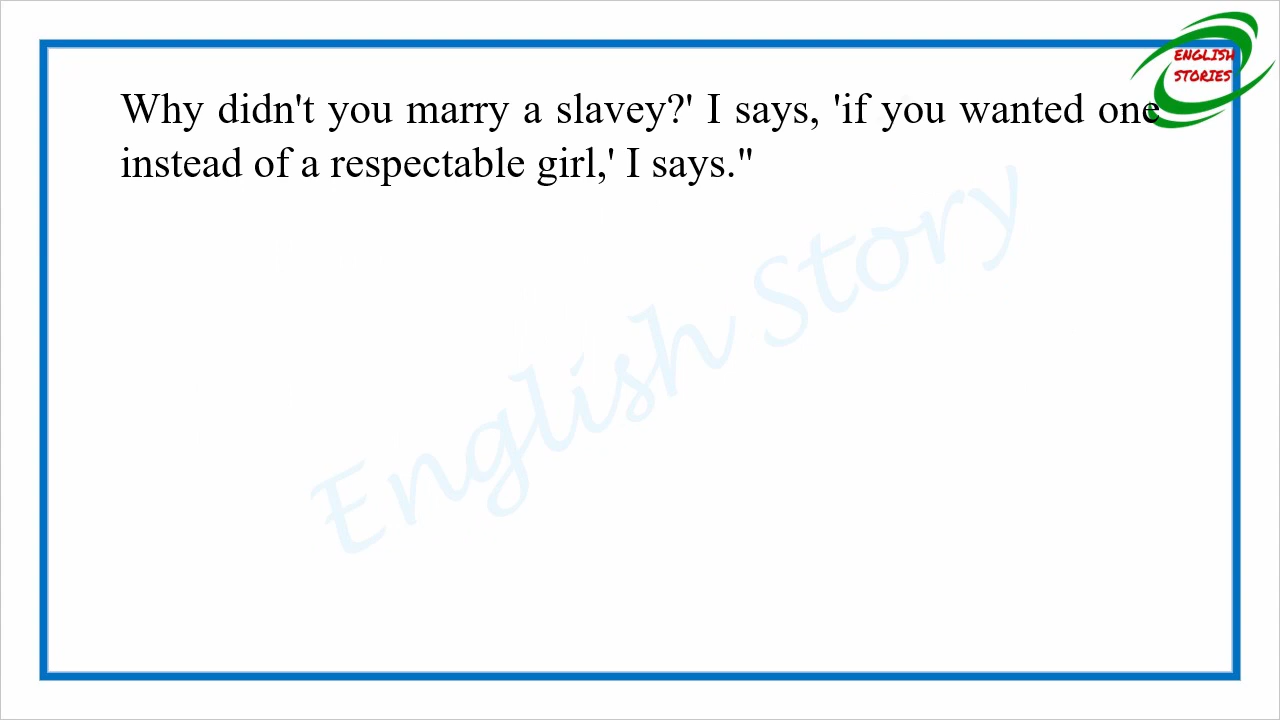 ENGLISH
STORIES
Why didn't you marry a slavey?' I says, 'if you wanted one
instead of a respectable girl,' I says."
English Story